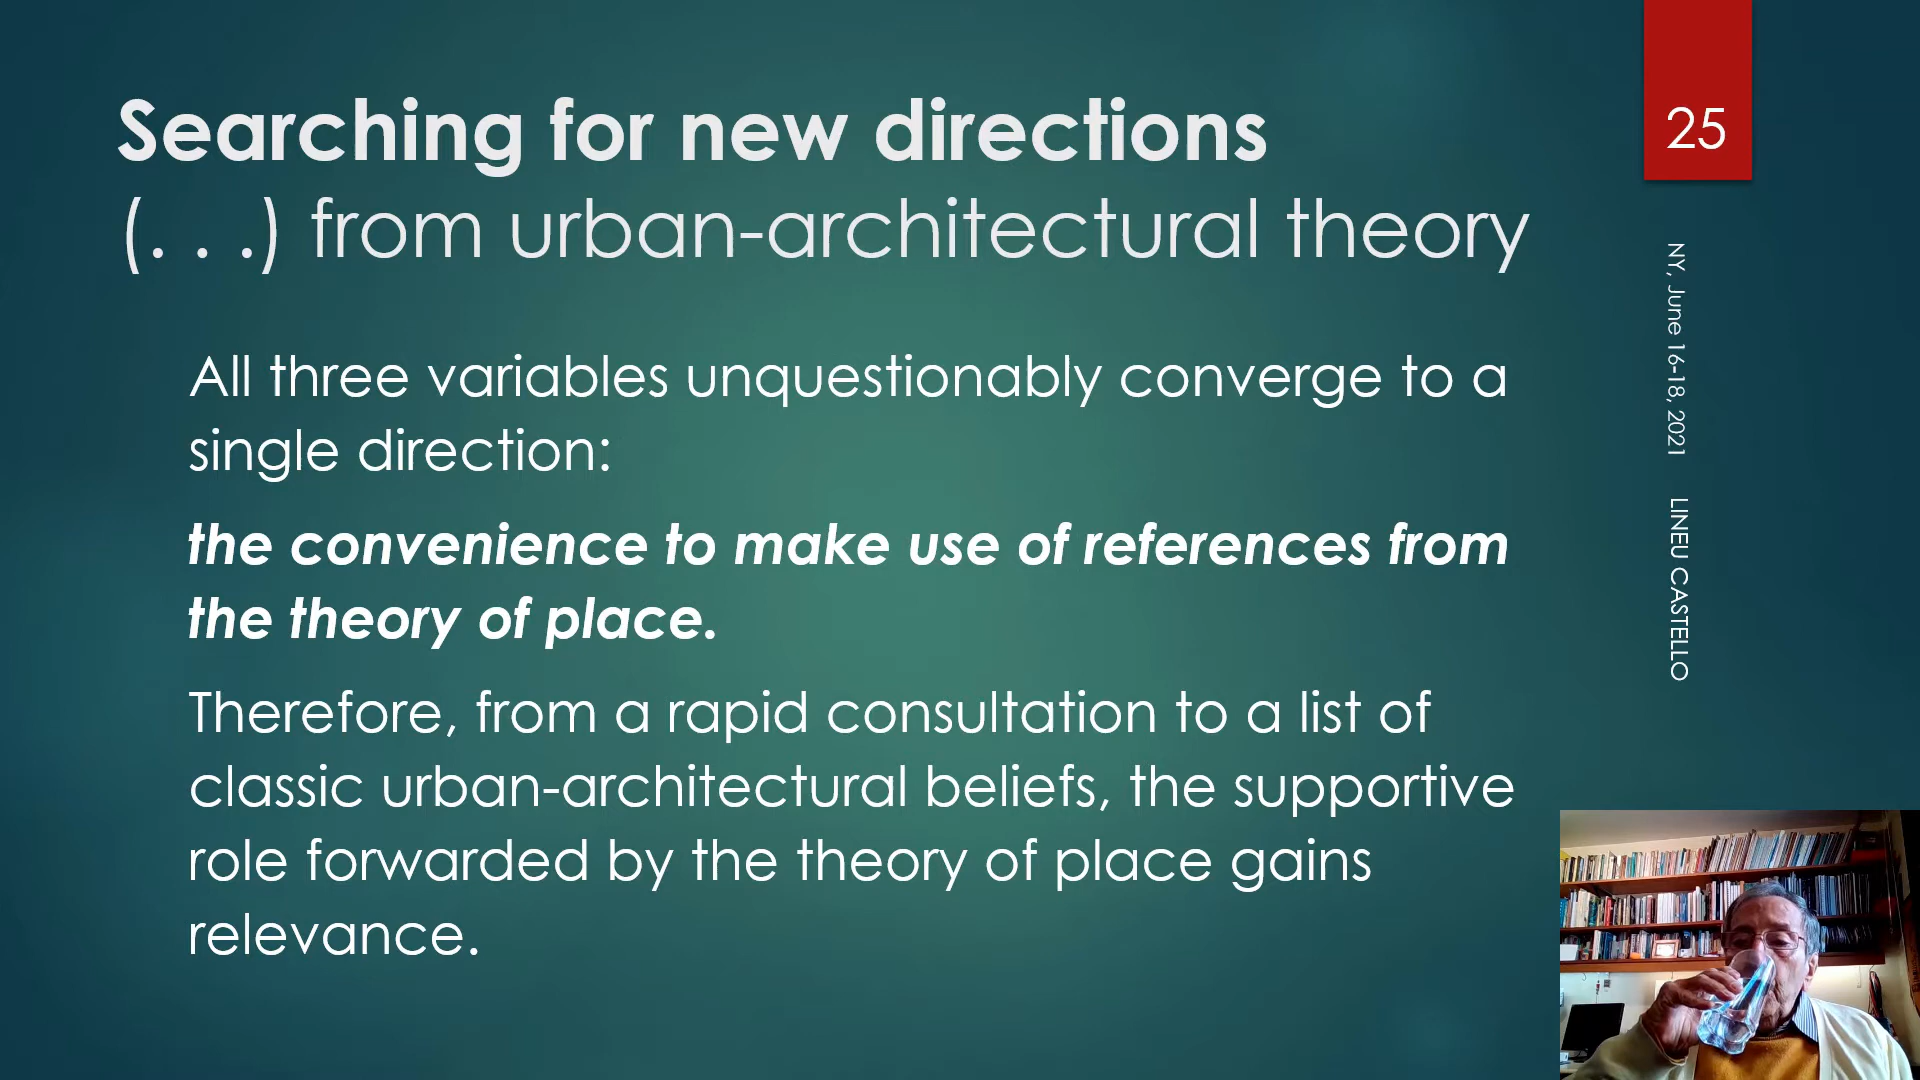 Searching for new directions
(. . .) from urban-architectural theory
25
All three variables unquestionably converge to a
single direction:
the convenience to make use of references from
the theory of place.
Therefore, from a rapid consultation to a list of
classic urban-architectural beliefs, the supportive
role forwarded by the theory of place gains
relevance.
NY, June 16-18, 2021 LINEU CASTELLO